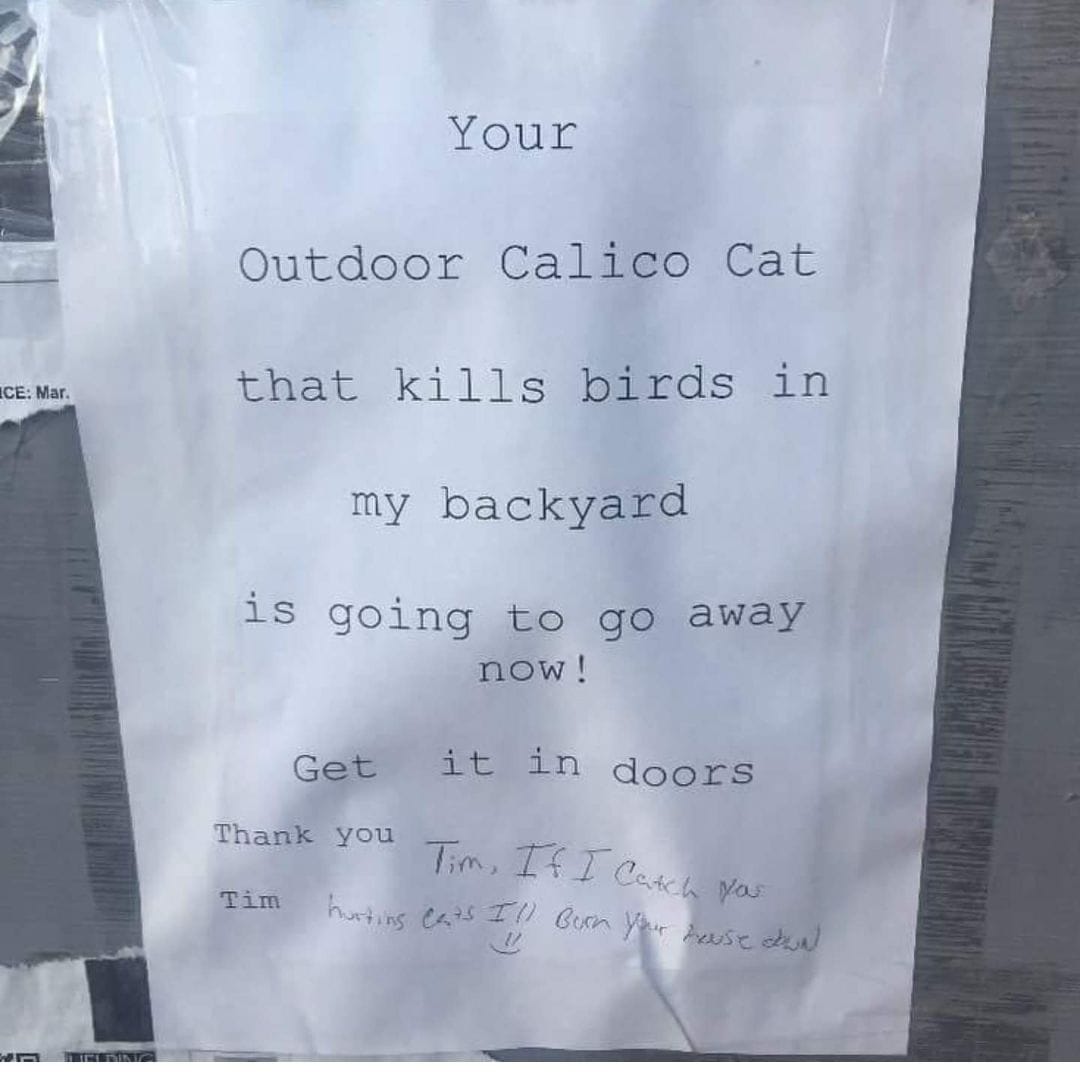 Your
Outdoor Calico Cat
that kills birds in
my backyard
is going to go away
now!
Get it in doors
Thank you
Tim
Tim, If I Catch you
hurting cats I'll Burn your house down
ICE: Mar.